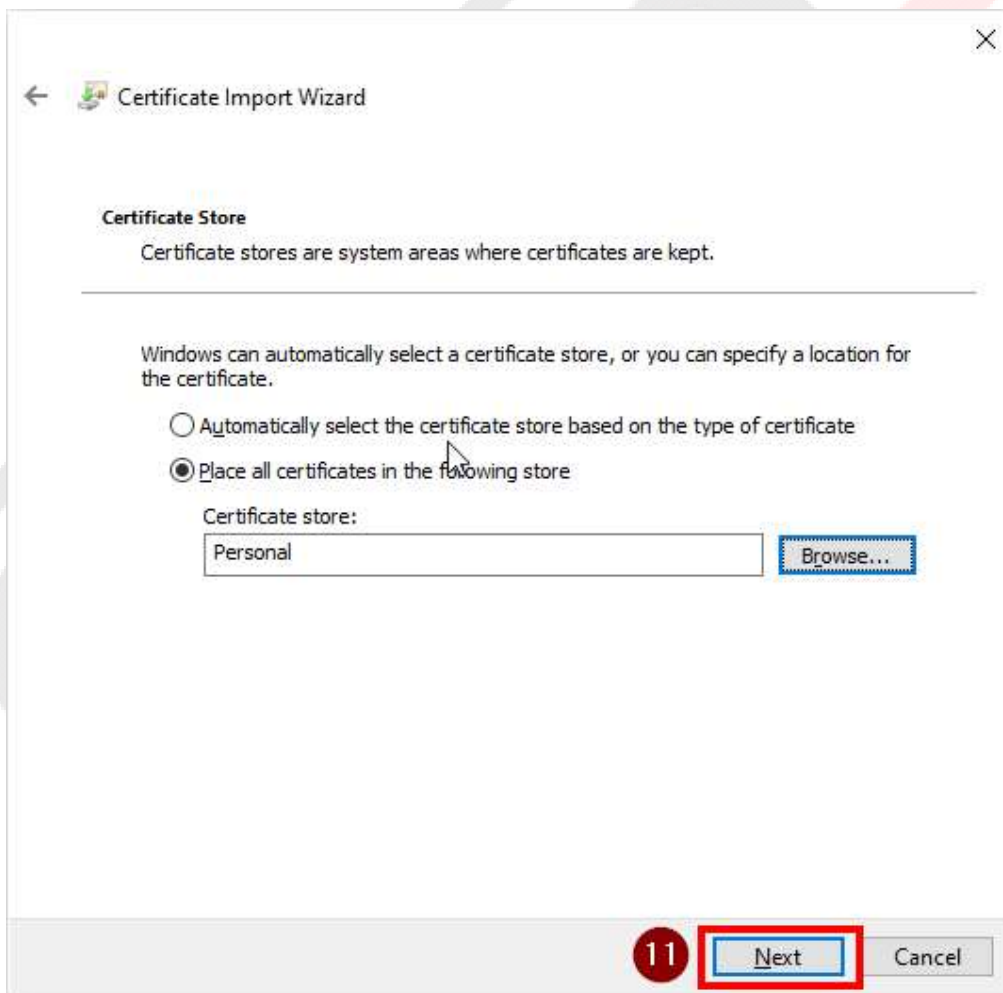 Certificate Import Wizard
Certificate Store
Certificate stores are system areas where certificates are kept.
Windows can automatically select a certificate store, or you can specify a location for
the certificate.
Automatically select the certificate store based on the type of certificate
Place all certificates in the following store
Certificate store:
Personal
Browse...
11
Next
Cancel